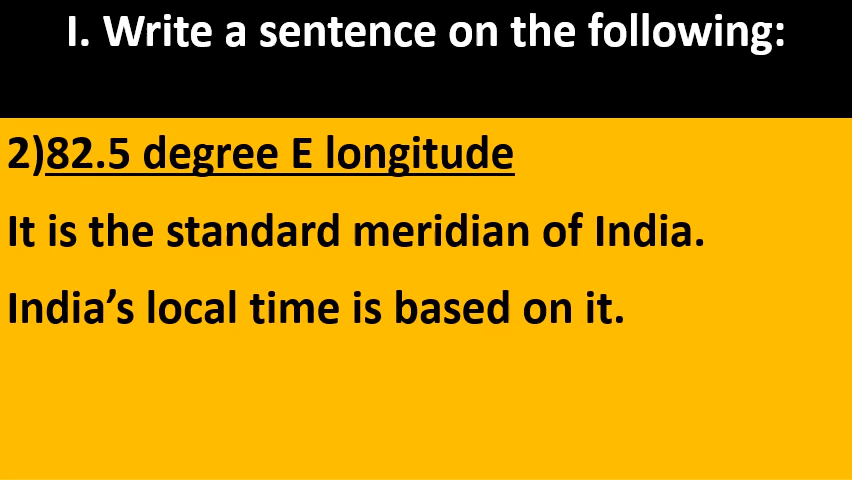 I. Write a sentence on the following:
2)82.5 degree E longitude
It is the standard meridian of India.
India’s local time is based on it.